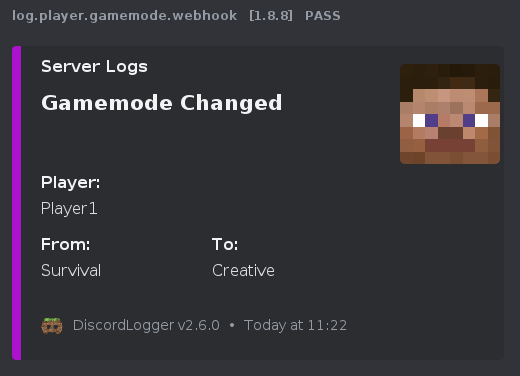 log.player.gamemode.webhook [1.8.8] PASS
Server Logs
Gamemode Changed
Player:
Player1
From: To:
Survival Creative
DiscordLogger v2.6.0 • Today at 11:22